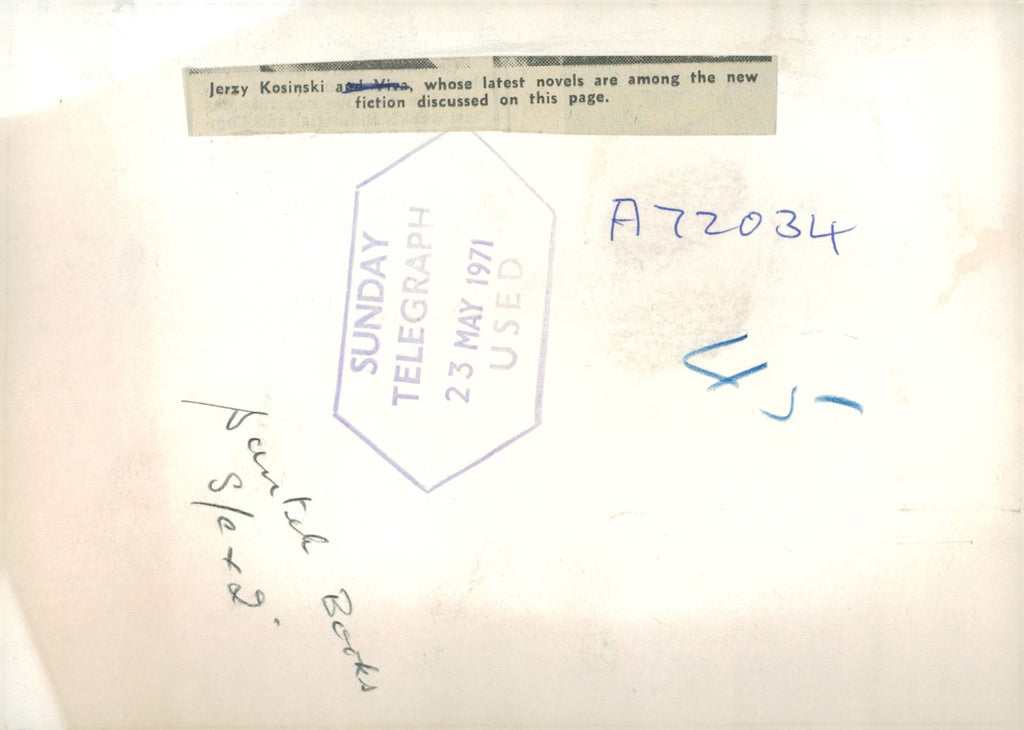 Jerzy Kosinski and Viva, whose latest novels are among the new
fiction discussed on this page.
SUNDAY
TELEGRAPH
23 MAY 1971
USED
A72034
Books
S/c + 2.